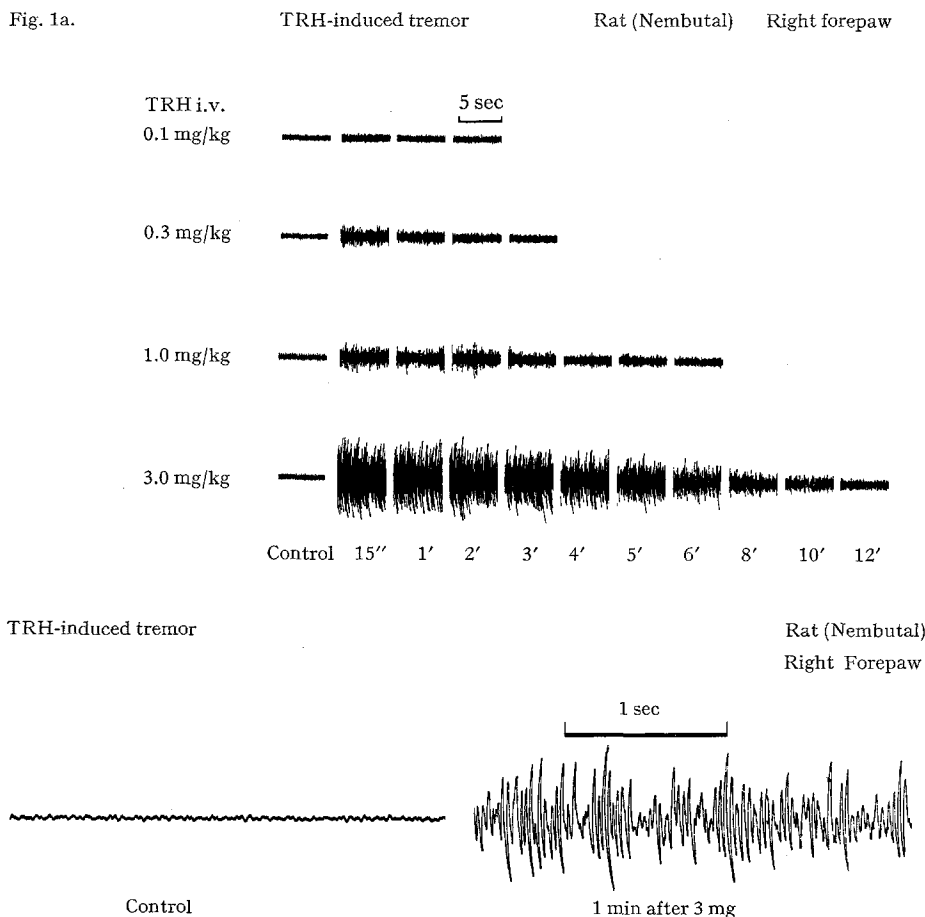 Fig. 1a. TRH-induced tremor Rat (Nembutal) Right forepaw
TRH i.v. 5 sec
0.1 mg/kg
0.3 mg/kg
1.0 mg/kg
3.0 mg/kg
Control 15″ 1′ 2′ 3′ 4′ 5′ 6′ 8′ 10′ 12′
TRH-induced tremor Rat (Nembutal)
Right Forepaw
1 sec
Control 1 min after 3 mg